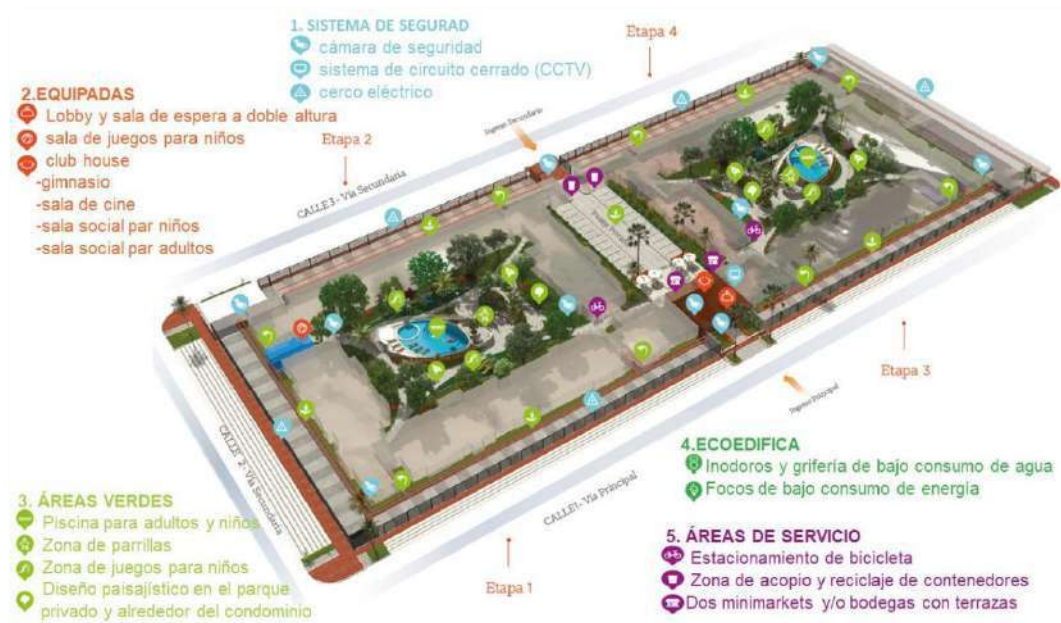 1. SISTEMA DE SEGURAD
cámara de seguridad
sistema de circuito cerrado (CCTV)
cerco eléctrico
Etapa 4
2.EQUIPADAS
Lobby y sala de espera a doble altura
sala de juegos para niños
club house
-gimnasio
-sala de cine
-sala social par niños
-sala social par adultos
Etapa 2
Ingreso Secundario
CALLE 3 - Vía Secundaria
Etapa 3
Ingreso Principal
CALLE 2 - Vía Secundaria
CALLE1 - Vía Principal
4.ECOEDIFICA
Inodoros y grifería de bajo consumo de agua
Focos de bajo consumo de energía
3. ÁREAS VERDES
Piscina para adultos y niños
Zona de parrillas
Zona de juegos para niños
Diseño paisajístico en el parque
privado y alrededor del condominio
Etapa 1
5. ÁREAS DE SERVICIO
Estacionamiento de bicicleta
Zona de acopio y reciclaje de contenedores
Dos minimarkets y/o bodegas con terrazas